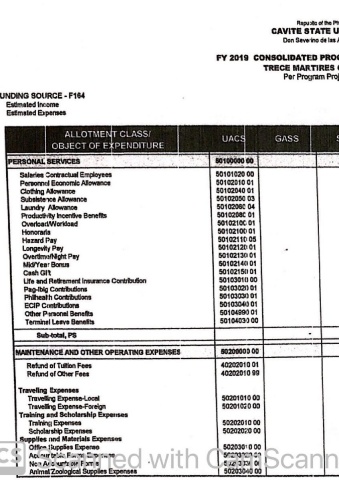 Republic of the Ph
CAVITE STATE U
Don Severino de las A
FY 2019 CONSOLIDATED PROG
TRECE MARTIRES
Per Program Proj
UNDING SOURCE - F164
Estimated Income
Estimated Expenses
ALLOTMENT CLASS/ OBJECT OF EXPENDITURE UACS GASS S
PERSONAL SERVICES 50100000 00
Salaries Contractual Employees 50101020 00
Personnel Economic Allowance 50102010 01
Clothing Allowance 50102040 01
Subsistence Allowance 50102050 03
Laundry Allowance 50102060 04
Productivity Incentive Benefits 50102080 01
Overload/Workload 50102100 01
Honoraria 50102100 01
Hazard Pay 50102110 05
Longevity Pay 50102120 01
Overtime/Night Pay 50102130 01
Mid/Year Bonus 50102140 01
Cash Gift 50102150 01
Life and Retirement Insurance Contribution 50103010 00
Pag-ibig Contributions 50103020 01
Philhealth Contributions 50103030 01
ECIP Contributions 50103040 01
Other Personal Benefits 50104990 01
Terminal Leave Benefits 50104030 00
Sub-total, PS -
MAINTENANCE AND OTHER OPERATING EXPENSES 50200000 00
Refund of Tuition Fees 40202010 01
Refund of Other Fees 40202010 99
Travelling Expenses
Travelling Expense-Local 50201010 00
Travelling Expense-Foreign 50201020 00
Training and Scholarship Expenses
Training Expenses 50202010 00
Scholarship Expenses 50202020 00
Supplies and Materials Expenses
Office Supplies Expense 50203010 00
Accountable Forms Expenses
Non Accountable Forms
Animal/Zoological Supplies Expenses 50203040 00
CS Scanned with CamScann